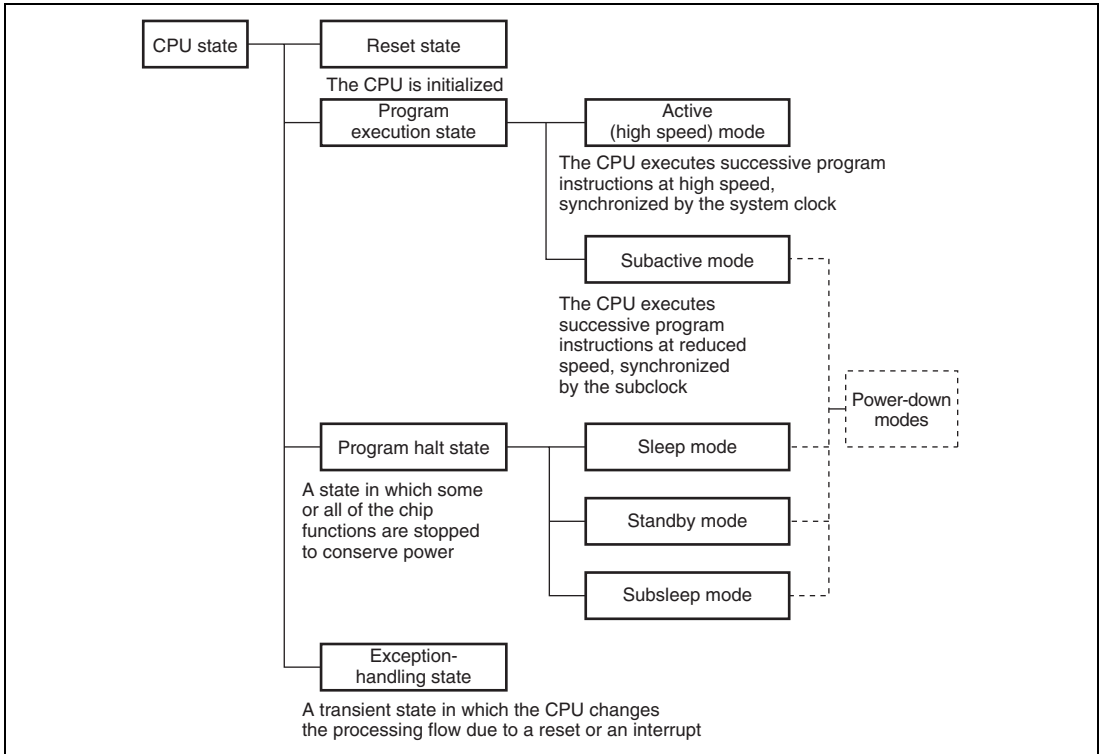 CPU state
Reset state
The CPU is initialized
Program
execution state
Active
(high speed) mode
The CPU executes successive program
instructions at high speed,
synchronized by the system clock
Subactive mode
The CPU executes
successive program
instructions at reduced
speed, synchronized
by the subclock
Power-down
modes
Program halt state
A state in which some
or all of the chip
functions are stopped
to conserve power
Sleep mode
Standby mode
Subsleep mode
Exception-
handling state
A transient state in which the CPU changes
the processing flow due to a reset or an interrupt